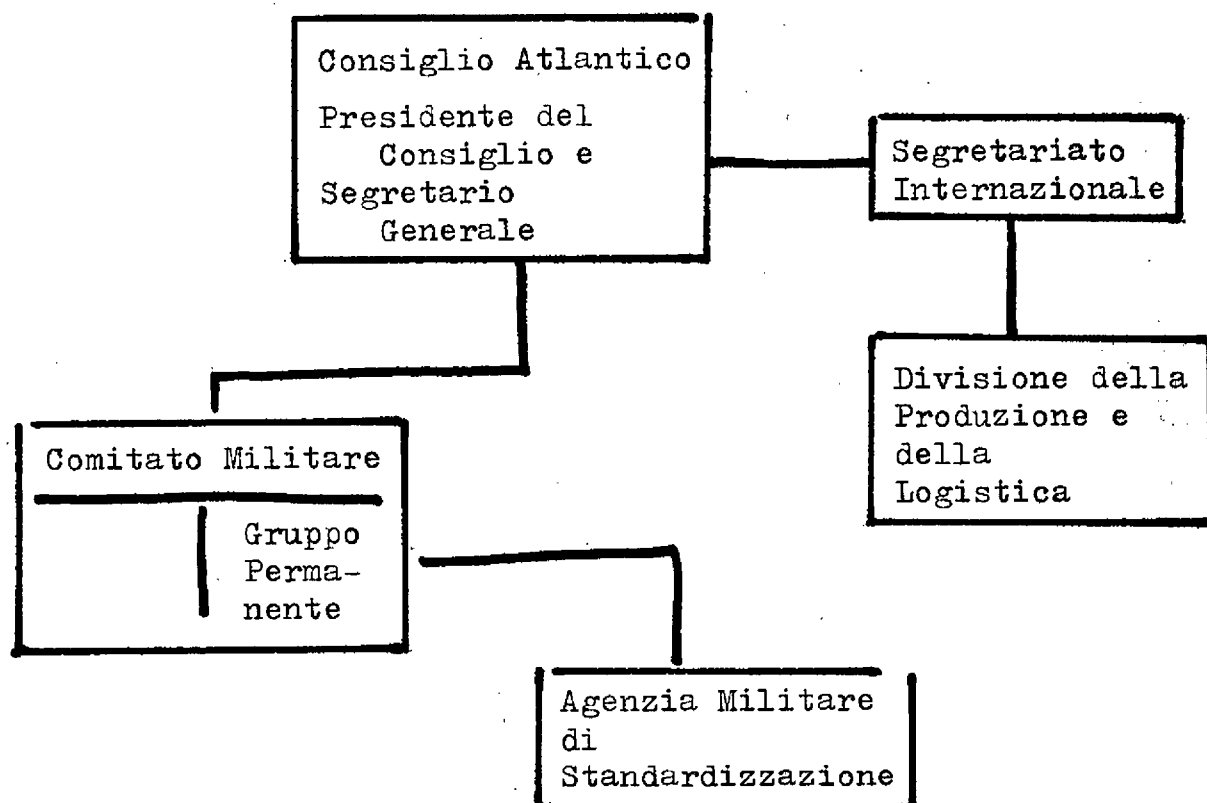 Consiglio Atlantico
Presidente del
Consiglio e
Segretario
Generale
Segretariato
Internazionale
Divisione della
Produzione e
della
Logistica
Comitato Militare
Gruppo
Perma-
nente
Agenzia Militare
di
Standardizzazione